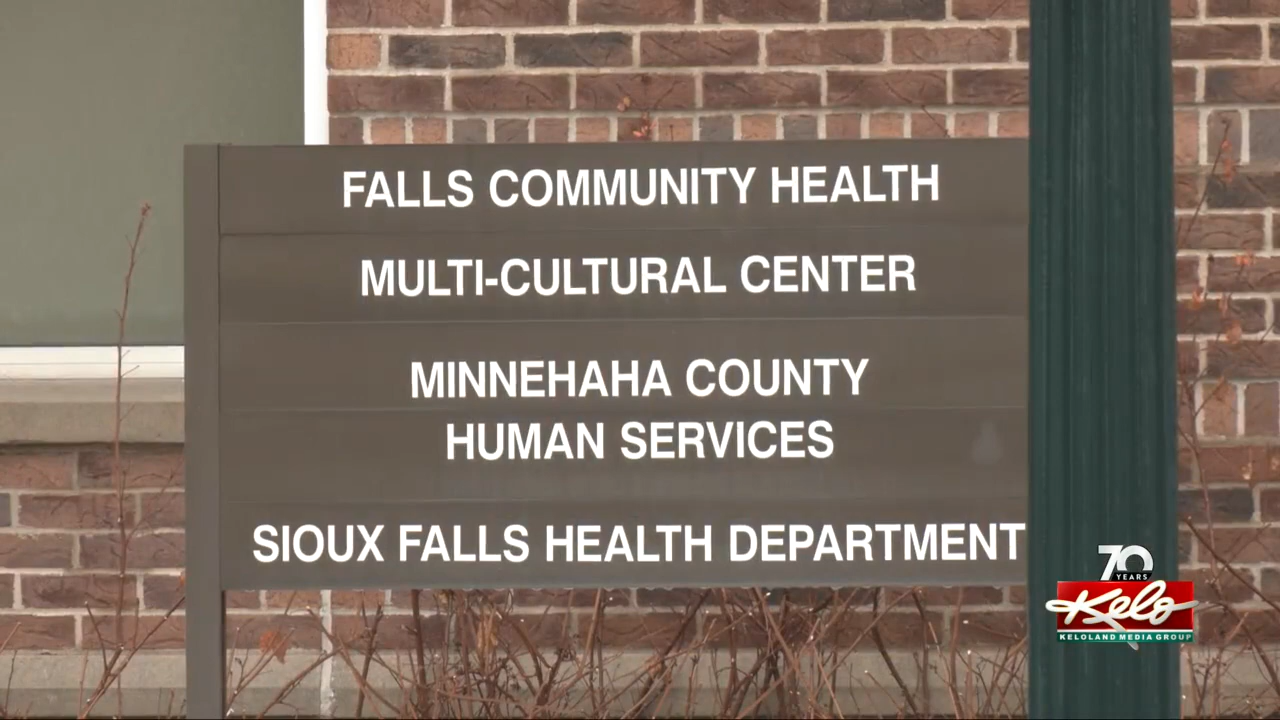 FALLS COMMUNITY HEALTH
MULTI-CULTURAL CENTER
MINNEHAHA COUNTY
HUMAN SERVICES
SIOUX FALLS HEALTH DEPARTMENT
70
YEARS
Kelo
KELOLAND MEDIA GROUP